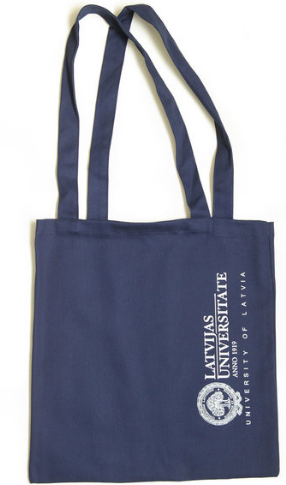 LATVIJAS
UNIVERSITĀTE
ANNO 1919
UNIVERSITY OF LATVIA